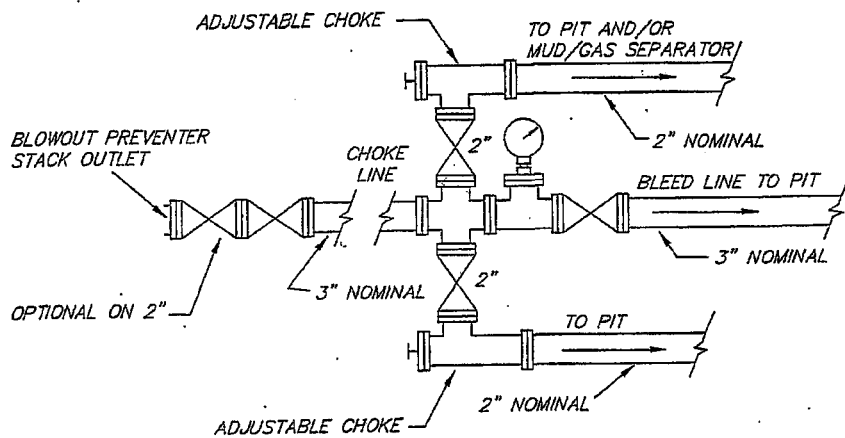 ADJUSTABLE CHOKE
TO PIT AND/OR
MUD/GAS SEPARATOR
2" NOMINAL
BLOWOUT PREVENTER
STACK OUTLET
CHOKE
LINE
2"
BLEED LINE TO PIT
3" NOMINAL
3" NOMINAL
OPTIONAL ON 2"
2"
TO PIT
2" NOMINAL
ADJUSTABLE CHOKE